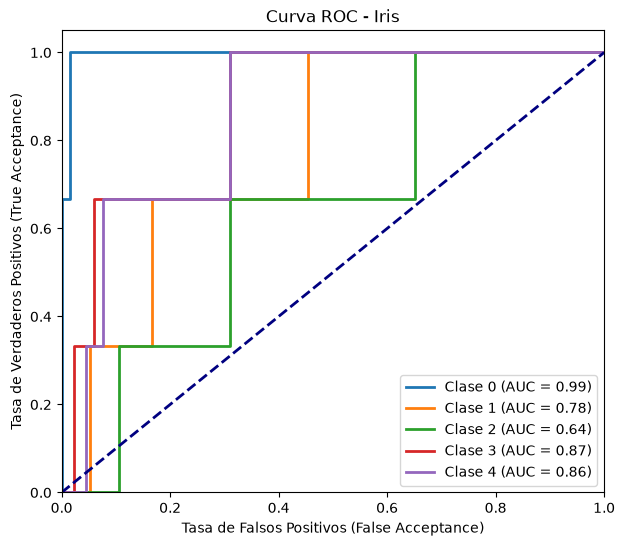 Curva ROC - Iris
Tasa de Verdaderos Positivos (True Acceptance)
1.0
0.8
0.6
0.4
0.2
0.0
Clase 0 (AUC = 0.99)
Clase 1 (AUC = 0.78)
Clase 2 (AUC = 0.64)
Clase 3 (AUC = 0.87)
Clase 4 (AUC = 0.86)
0.0 0.2 0.4 0.6 0.8 1.0
Tasa de Falsos Positivos (False Acceptance)